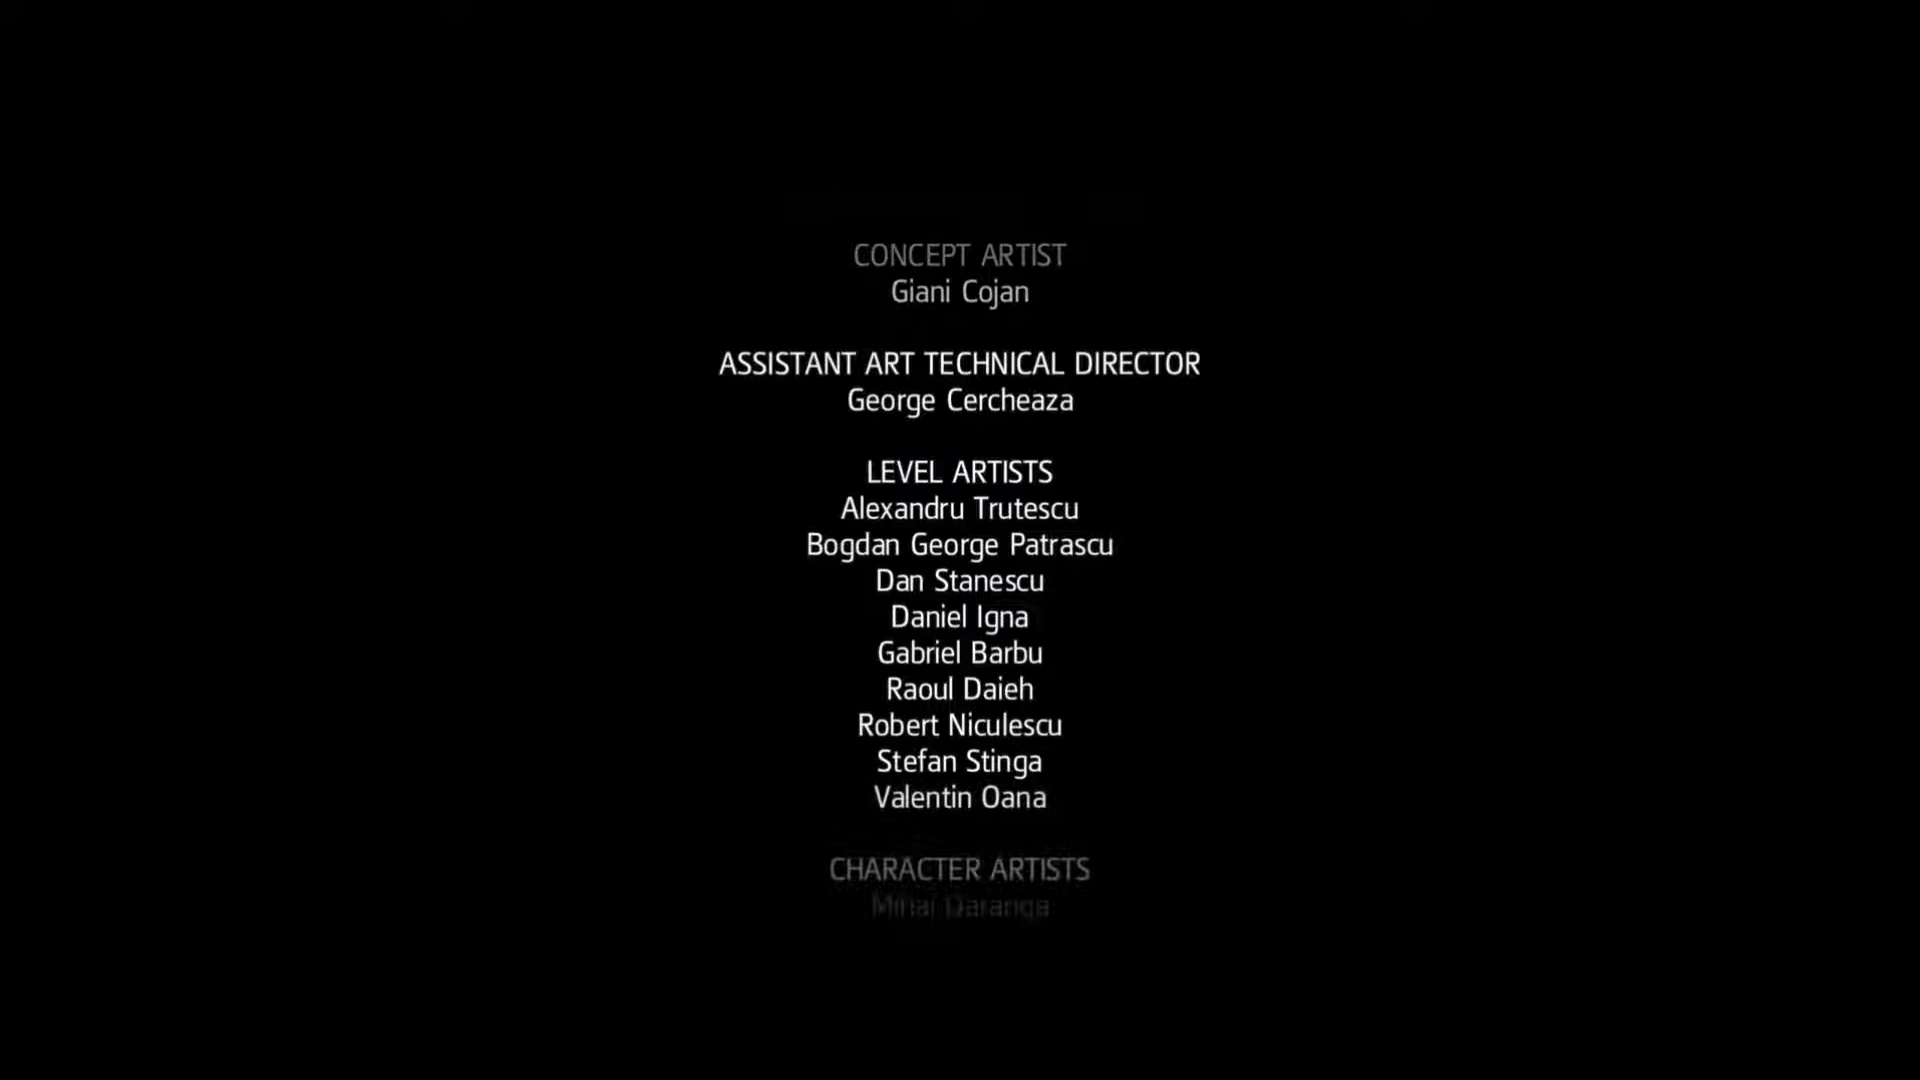 CONCEPT ARTIST
Giani Cojan
ASSISTANT ART TECHNICAL DIRECTOR
George Cercheaza
LEVEL ARTISTS
Alexandru Trutescu
Bogdan George Patrascu
Dan Stanescu
Daniel Igna
Gabriel Barbu
Raoul Daieh
Robert Niculescu
Stefan Stinga
Valentin Oana
CHARACTER ARTISTS
Mihai